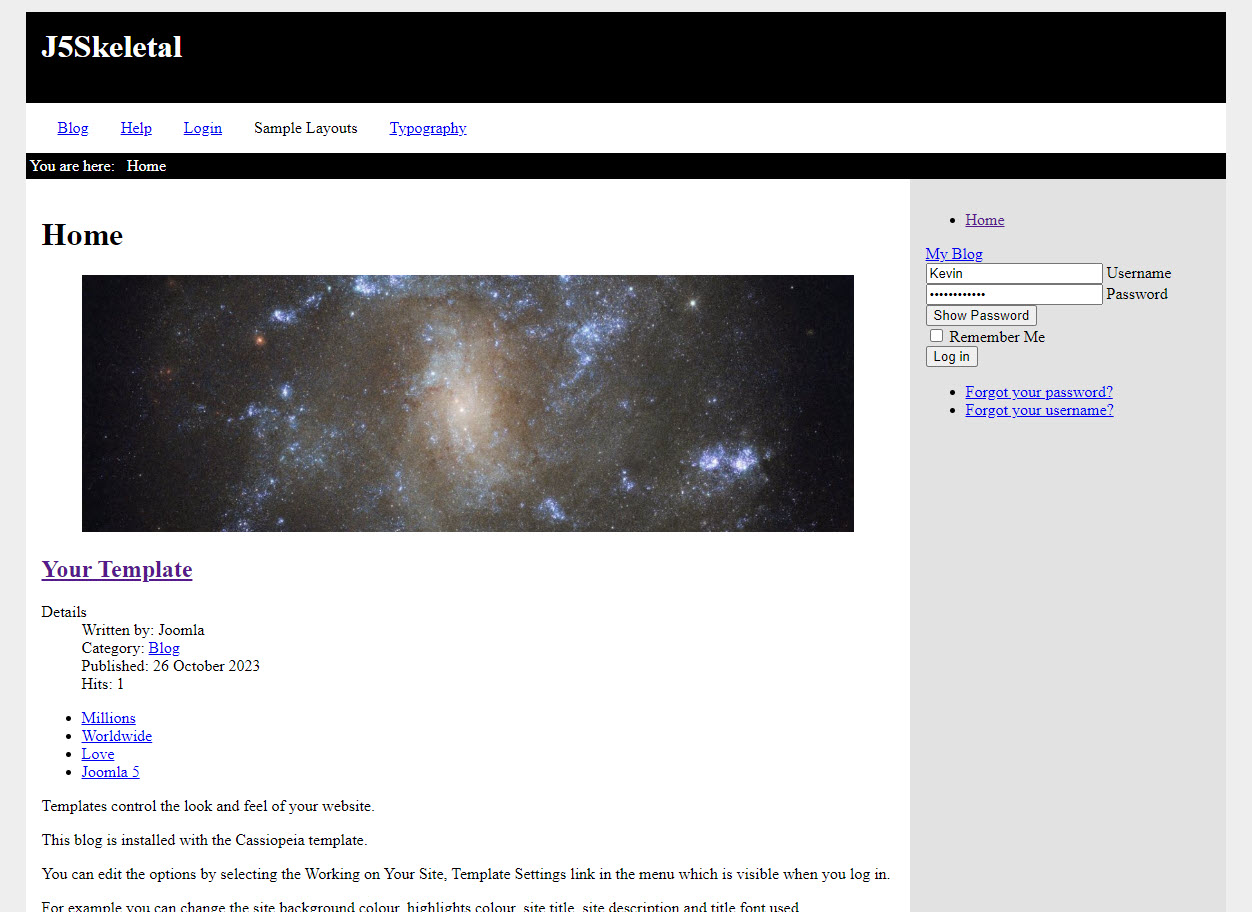 J5Skeletal
Blog Help Login Sample Layouts Typography
You are here: Home
Home
Your Template
Details
Written by: Joomla
Category: Blog
Published: 26 October 2023
Hits: 1
Millions
Worldwide
Love
Joomla 5
Templates control the look and feel of your website.
This blog is installed with the Cassiopeia template.
You can edit the options by selecting the Working on Your Site, Template Settings link in the menu which is visible when you log in.
For example you can change the site background colour, highlights colour, site title, site description and title font used
Home
My Blog
Kevin Username
•••••••••••• Password
Show Password
Remember Me
Log in
Forgot your password?
Forgot your username?